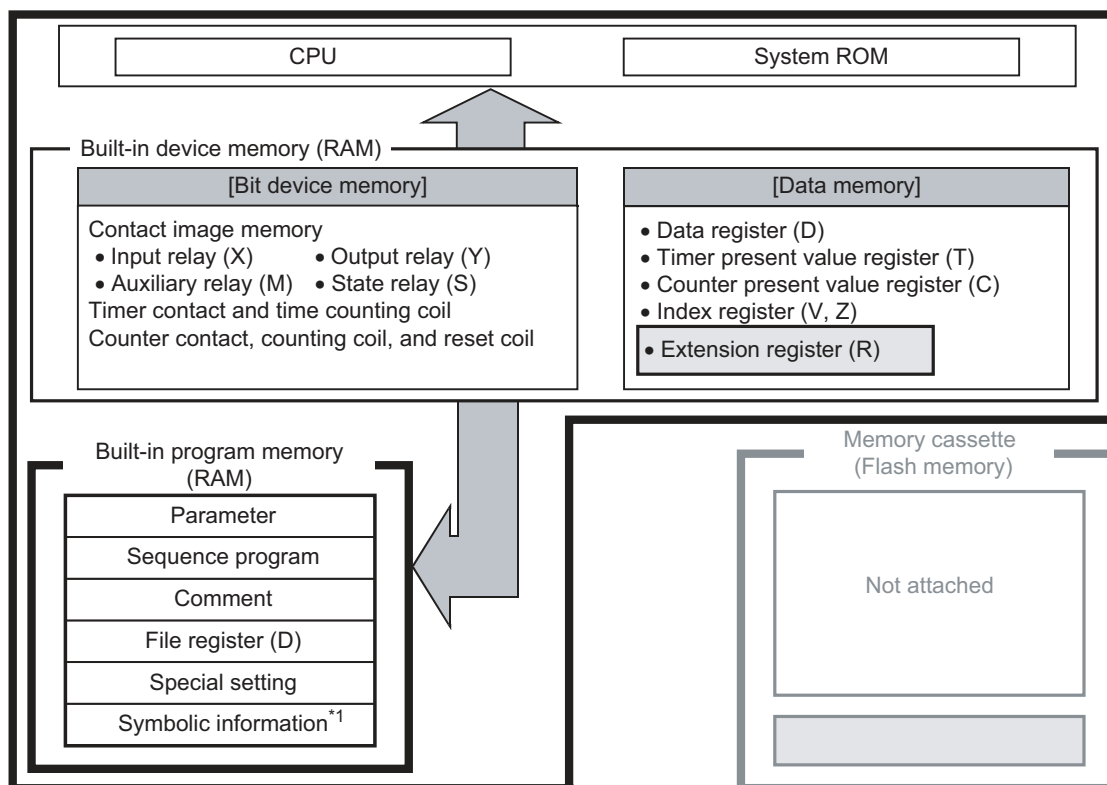 CPU
System ROM
Built-in device memory (RAM)
[Bit device memory]
Contact image memory
• Input relay (X) • Output relay (Y)
• Auxiliary relay (M) • State relay (S)
Timer contact and time counting coil
Counter contact, counting coil, and reset coil
[Data memory]
• Data register (D)
• Timer present value register (T)
• Counter present value register (C)
• Index register (V, Z)
• Extension register (R)
Built-in program memory
(RAM)
Parameter
Sequence program
Comment
File register (D)
Special setting
Symbolic information*1
Memory cassette
(Flash memory)
Not attached